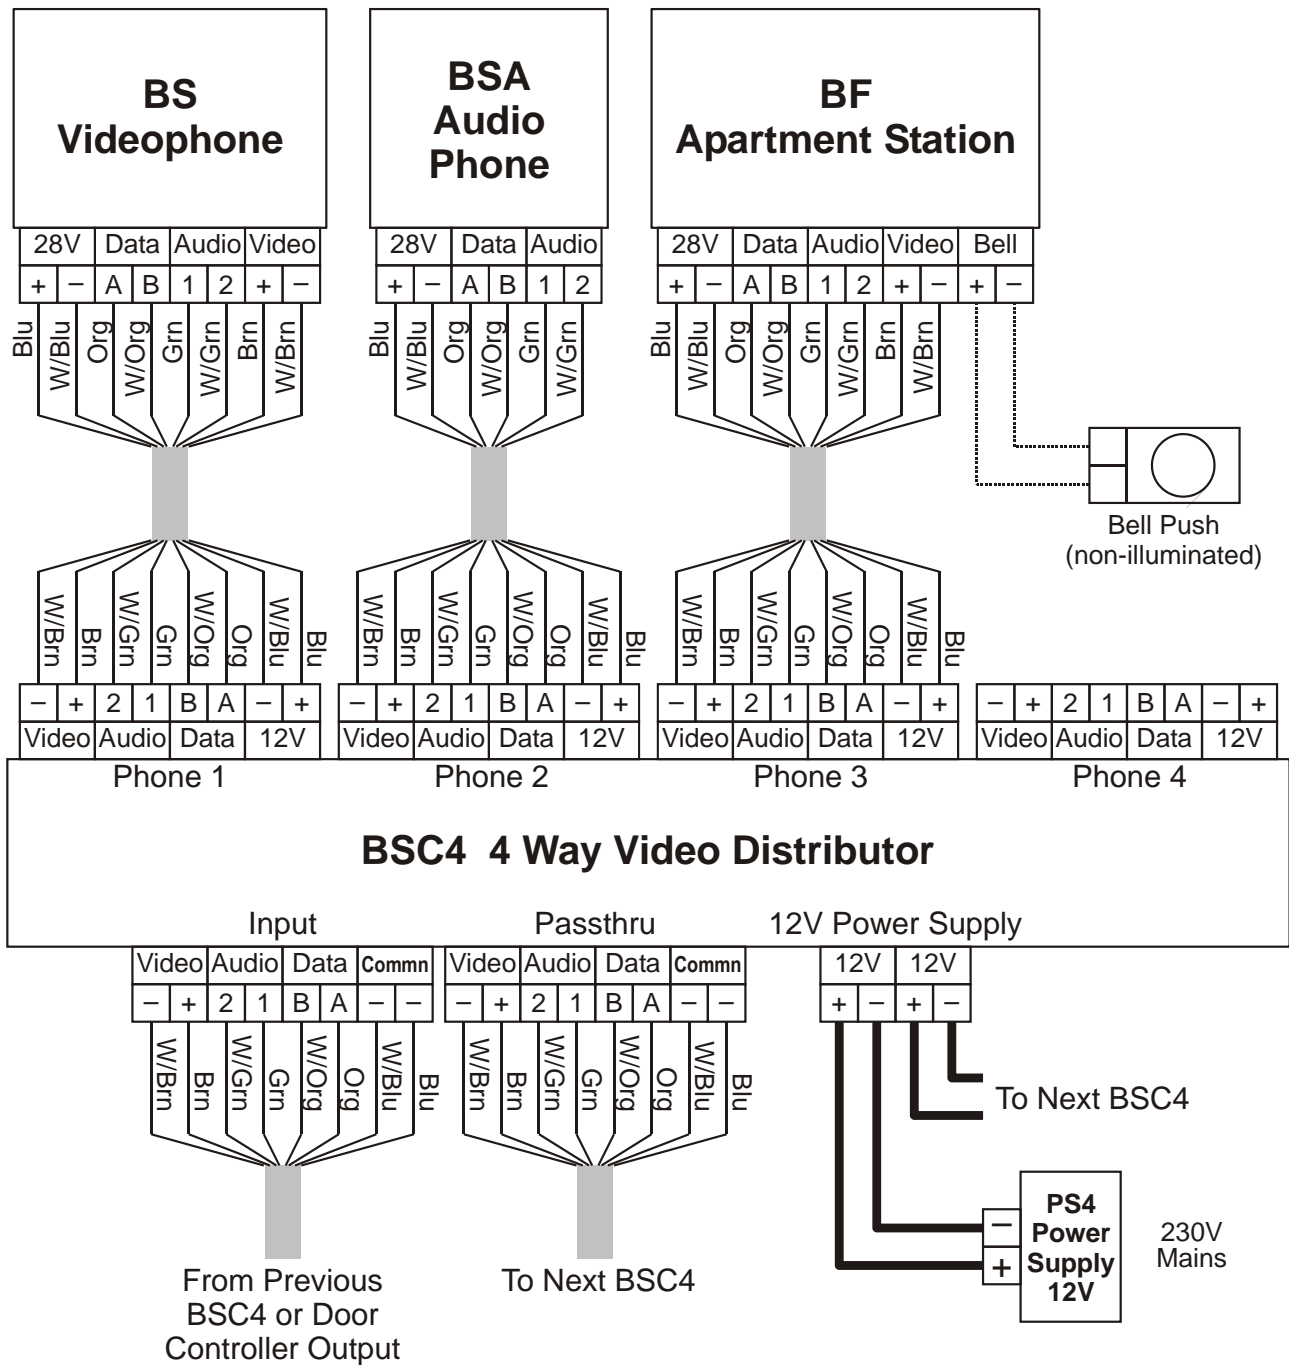 BS
Videophone
BSA
Audio
Phone
BF
Apartment Station
28V Data Audio Video
28V Data Audio
28V Data Audio Video Bell
+ − A B 1 2 + −
+ − A B 1 2
+ − A B 1 2 + − + −
Blu W/Blu Org W/Org Grn W/Grn Brn W/Brn
Blu W/Blu Org W/Org Grn W/Grn
Blu W/Blu Org W/Org Grn W/Grn Brn W/Brn
Bell Push
(non-illuminated)
W/Brn Brn W/Grn Grn W/Org Org W/Blu Blu
W/Brn Brn W/Grn Grn W/Org Org W/Blu Blu
W/Brn Brn W/Grn Grn W/Org Org W/Blu Blu
− + 2 1 B A − +
− + 2 1 B A − +
− + 2 1 B A − +
− + 2 1 B A − +
Video Audio Data 12V
Video Audio Data 12V
Video Audio Data 12V
Video Audio Data 12V
Phone 1
Phone 2
Phone 3
Phone 4
BSC4 4 Way Video Distributor
Input
Passthru
12V Power Supply
Video Audio Data Commn
Video Audio Data Commn
12V 12V
− + 2 1 B A − −
− + 2 1 B A − −
+ − + −
W/Brn Brn W/Grn Grn W/Org Org W/Blu Blu
W/Brn Brn W/Grn Grn W/Org Org W/Blu Blu
To Next BSC4
−
+
PS4
Power
Supply
12V
230V
Mains
From Previous
BSC4 or Door
Controller Output
To Next BSC4